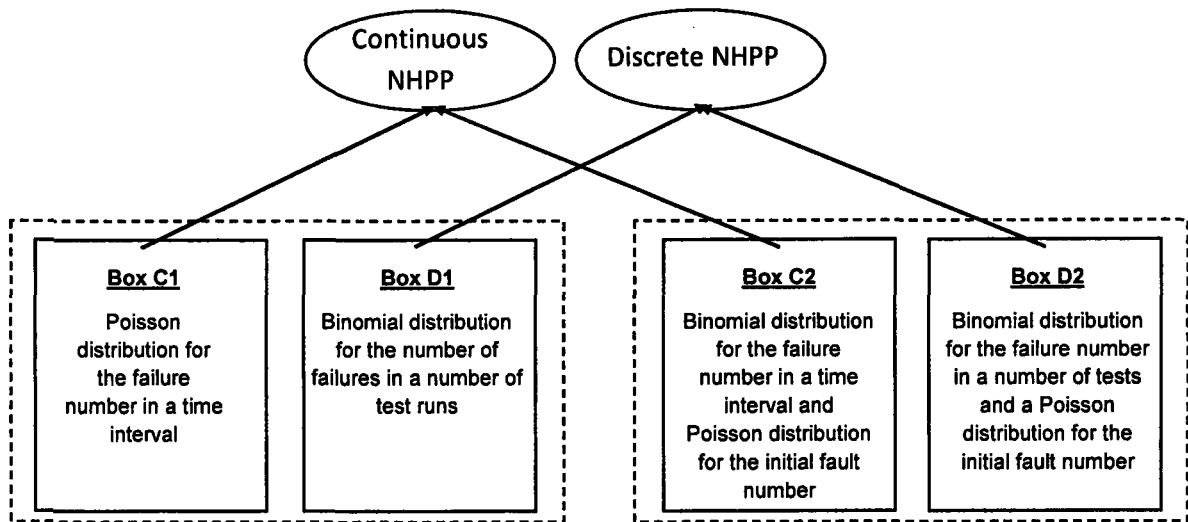 Continuous
NHPP
Discrete NHPP
Box C1
Poisson
distribution for
the failure
number in a time
interval
Box D1
Binomial distribution
for the number of
failures in a number of
test runs
Box C2
Binomial distribution
for the failure
number in a time
interval and
Poisson distribution
for the initial fault
number
Box D2
Binomial distribution
for the failure number
in a number of tests
and a Poisson
distribution for the
initial fault number